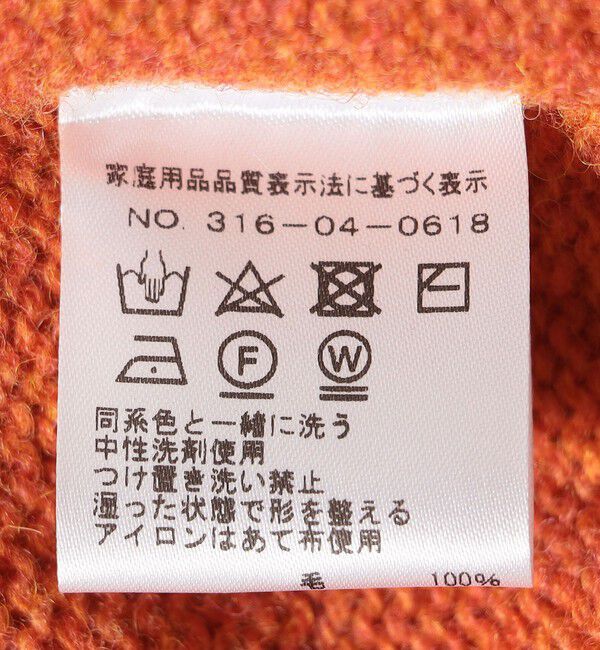 家庭用品品質表示法に基づく表示
NO. 316-04-0618
F W
同系色と一緒に洗う
中性洗剤使用
つけ置き洗い禁止
湿った状態で形を整える
アイロンはあて布使用
毛 100%